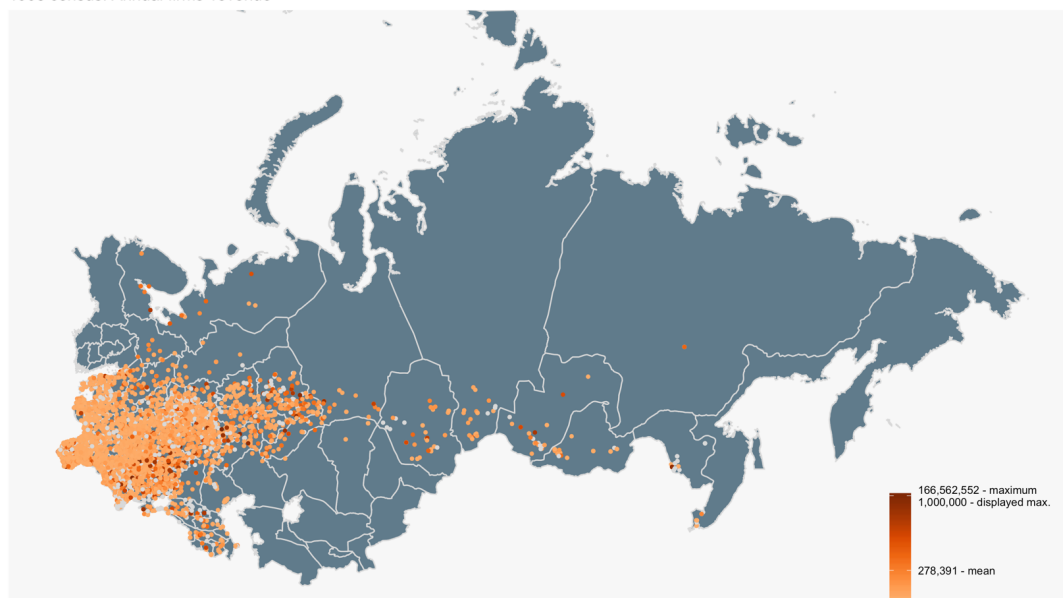 166,562,552 - maximum
1,000,000 - displayed max.
278,391 - mean